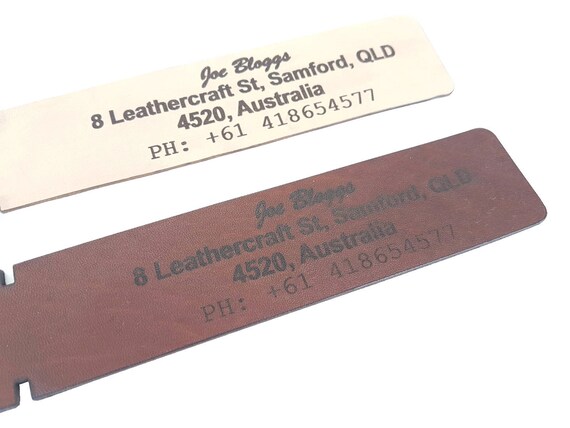 Joe Bloggs
8 Leathercraft St, Samford, QLD
4520, Australia
PH: +61 418654577
Joe Bloggs
8 Leathercraft St, Samford, QLD
4520, Australia
PH: +61 418654577